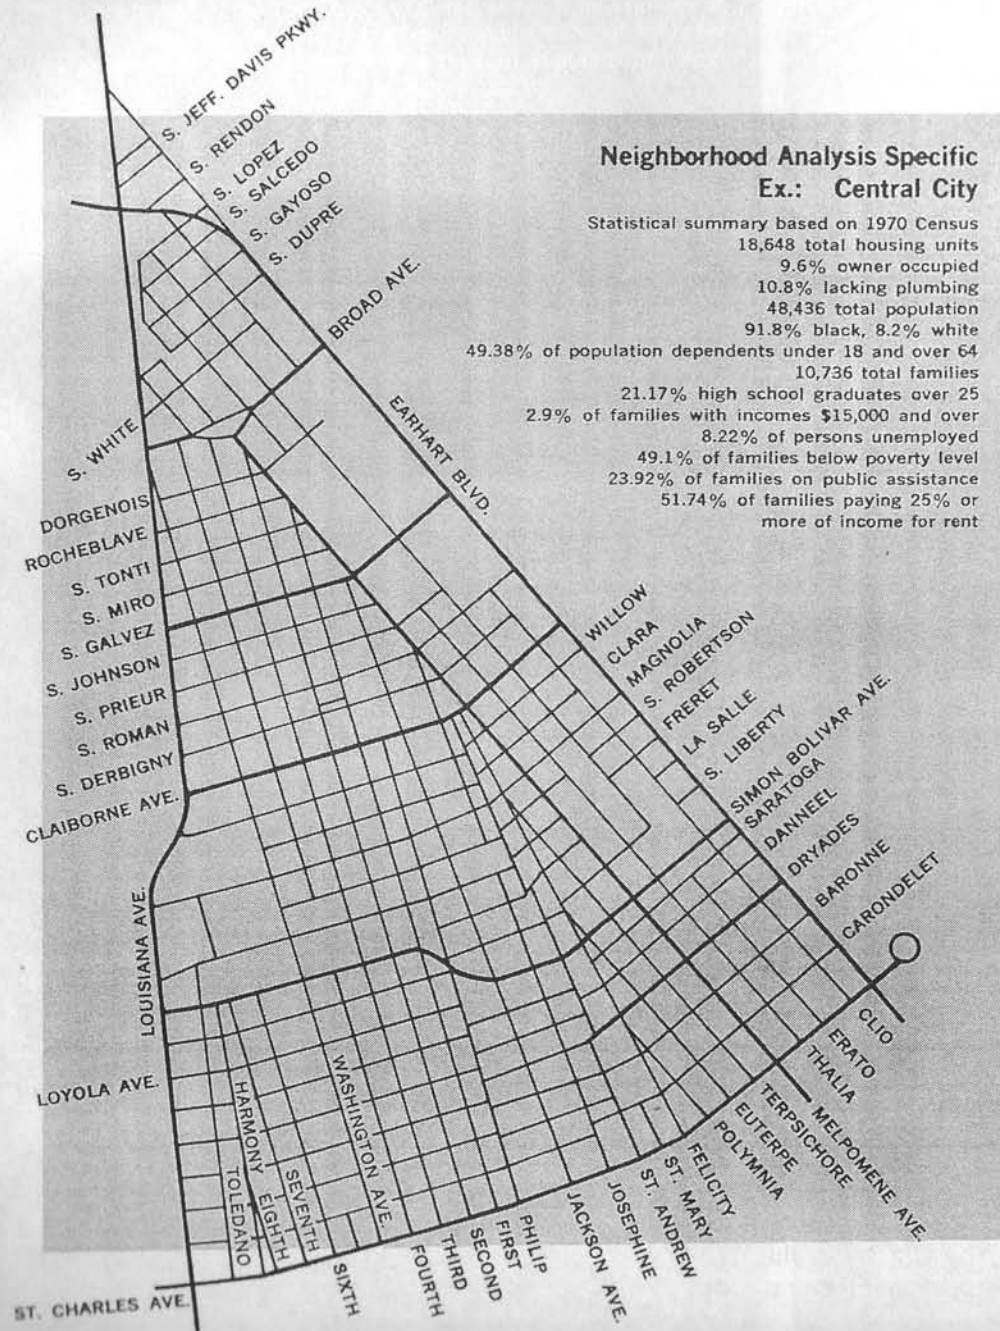 S. JEFF. DAVIS PKWY.
S. RENDON
S. LOPEZ
S. SALCEDO
S. GAYOSO
S. DUPRE
BROAD AVE.
EARHART BLVD.
Neighborhood Analysis Specific
Ex.: Central City
Statistical summary based on 1970 Census
18,648 total housing units
9.6% owner occupied
10.8% lacking plumbing
48,436 total population
91.8% black, 8.2% white
49.38% of population dependents under 18 and over 64
10,736 total families
21.17% high school graduates over 25
2.9% of families with incomes $15,000 and over
8.22% of persons unemployed
49.1% of families below poverty level
23.92% of families on public assistance
51.74% of families paying 25% or
more of income for rent
S. WHITE
DORGENOIS
ROCHEBLAVE
S. TONTI
S. MIRO
S. GALVEZ
S. JOHNSON
S. PRIEUR
S. ROMAN
S. DERBIGNY
CLAIBORNE AVE.
LOUISIANA AVE.
LOYOLA AVE.
ST. CHARLES AVE.
WILLOW
CLARA
MAGNOLIA
S. ROBERTSON
FRERET
LA SALLE
S. LIBERTY
SIMON BOLIVAR AVE.
SARATOGA
DANNEEL
DRYADES
BARONNE
CARONDELET
CLIO
ERATO
THALIA
MELPOMENE AVE.
TERPSICHORE
EUTERPE
POLYMNIA
FELICITY
ST. MARY
ST. ANDREW
JOSEPHINE
JACKSON AVE.
PHILIP
FIRST
SECOND
THIRD
FOURTH
WASHINGTON AVE.
SIXTH
SEVENTH
EIGHTH
HARMONY
TOLEDANO